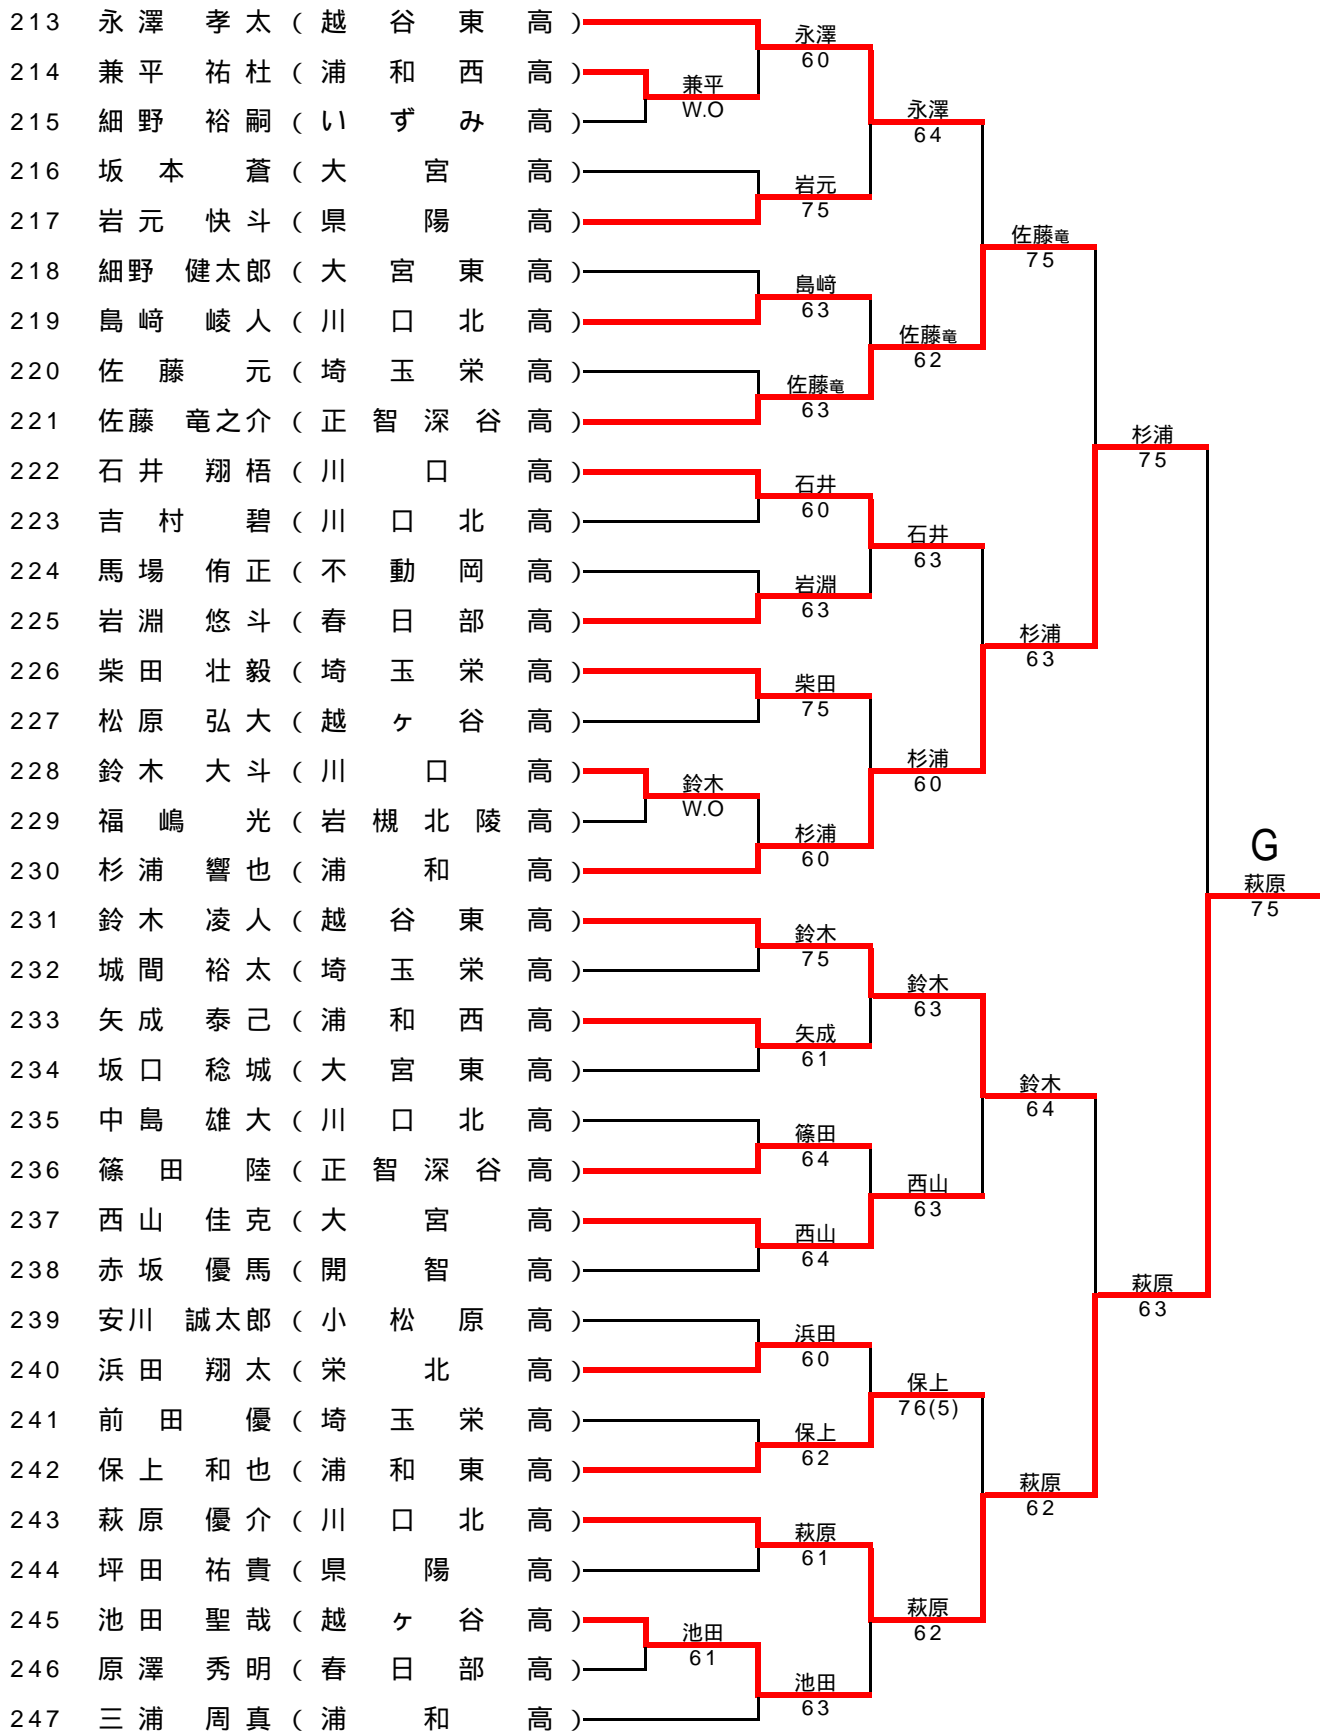 213 永澤 孝太 (越谷東高)
214 兼平 祐杜 (浦和西高)
215 細野 裕嗣 (いずみ高)
216 坂本 蒼 (大宮高)
217 岩元 快斗 (県陽高)
218 細野 健太郎 (大宮東高)
219 島﨑 崚人 (川口北高)
220 佐藤 元 (埼玉栄高)
221 佐藤 竜之介 (正智深谷高)
222 石井 翔梧 (川口高)
223 吉村 碧 (川口北高)
224 馬場 侑正 (不動岡高)
225 岩淵 悠斗 (春日部高)
226 柴田 壮毅 (埼玉栄高)
227 松原 弘大 (越ヶ谷高)
228 鈴木 大斗 (川口高)
229 福嶋 光 (岩槻北陵高)
230 杉浦 響也 (浦和高)
231 鈴木 凌人 (越谷東高)
232 城間 裕太 (埼玉栄高)
233 矢成 泰己 (浦和西高)
234 坂口 稔城 (大宮東高)
235 中島 雄大 (川口北高)
236 篠田 陸 (正智深谷高)
237 西山 佳克 (大宮高)
238 赤坂 優馬 (開智高)
239 安川 誠太郎 (小松原高)
240 浜田 翔太 (栄北高)
241 前田 優 (埼玉栄高)
242 保上 和也 (浦和東高)
243 萩原 優介 (川口北高)
244 坪田 祐貴 (県陽高)
245 池田 聖哉 (越ヶ谷高)
246 原澤 秀明 (春日部高)
247 三浦 周真 (浦和高)
兼平
W.O
鈴木
W.O
池田
61
永澤
60
岩元
75
島﨑
63
佐藤竜
63
石井
60
岩淵
63
柴田
75
杉浦
60
鈴木
75
矢成
61
篠田
64
西山
64
浜田
60
保上
62
萩原
61
池田
63
永澤
64
佐藤竜
62
石井
63
杉浦
60
鈴木
63
西山
63
保上
76(5)
萩原
62
佐藤竜
75
杉浦
63
鈴木
64
萩原
62
杉浦
75
萩原
63
G
萩原
75